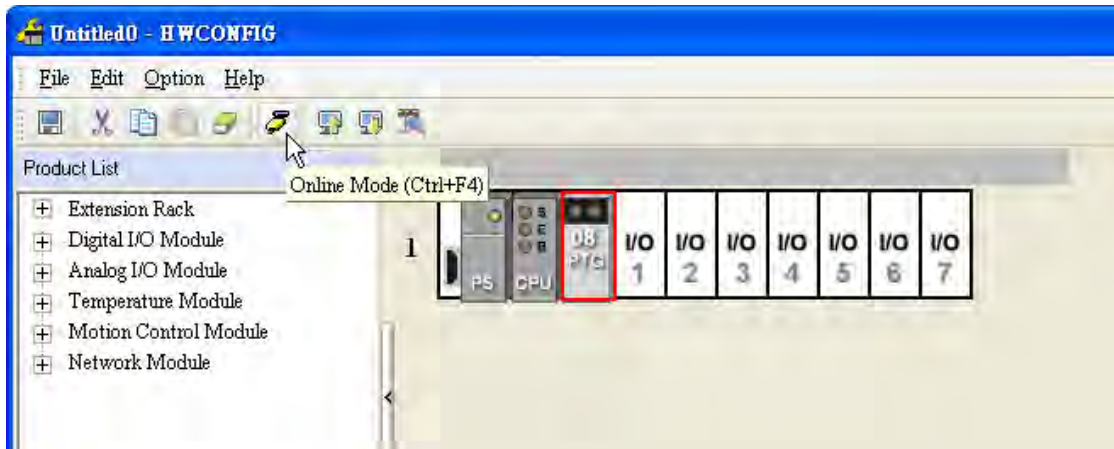 Untitled0 - HWCONFIG
File Edit Option Help
Product List
Online Mode (Ctrl+F4)
Extension Rack
Digital I/O Module
Analog I/O Module
Temperature Module
Motion Control Module
Network Module
1
PS
S
E
B
CPU
08
PTG
I/O 1
I/O 2
I/O 3
I/O 4
I/O 5
I/O 6
I/O 7